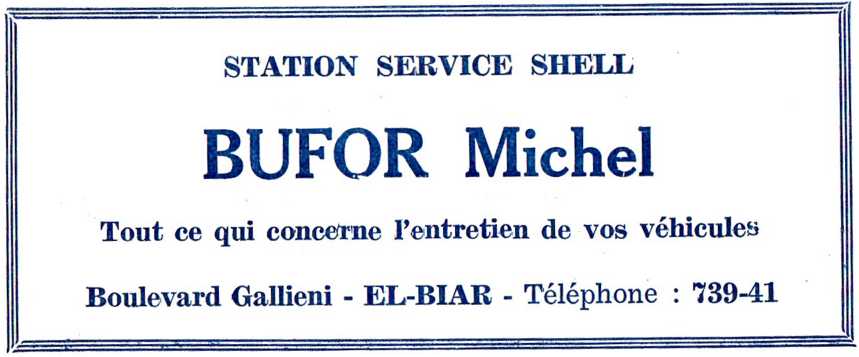 STATION SERVICE SHELL
BUFOR Michel
Tout ce qui concerne l'entretien de vos véhicules
Boulevard Gallieni - EL-BIAR - Téléphone : 739-41